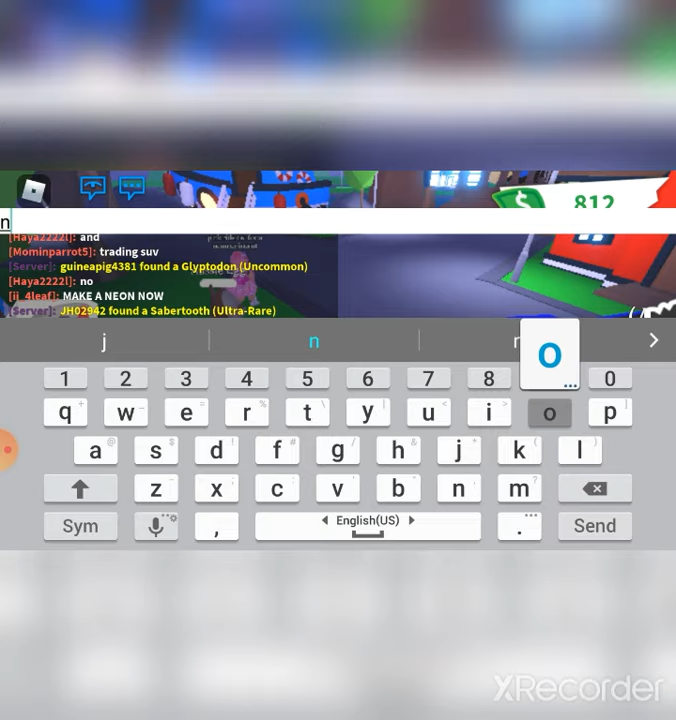 812
n
[Haya2222l]: and
[Mominparrot5]: trading suv
[Server]: guineapig4381 found a Glyptodon (Uncommon)
[Haya2222l]: no
[ii_4leaf]: MAKE A NEON NOW
[Server]: JH02942 found a Sabertooth (Ultra-Rare)
j n
o
1 2 3 4 5 6 7 8 0
q w e r t y u i o p
a s d f g h j k l
z x c v b n m
Sym , English(US) . Send
XRecorder